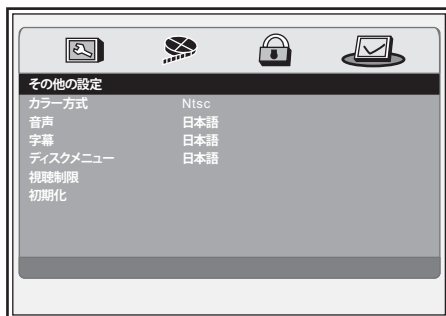 その他の設定
カラー方式 Ntsc
音声 日本語
字幕 日本語
ディスクメニュー 日本語
視聴制限
初期化